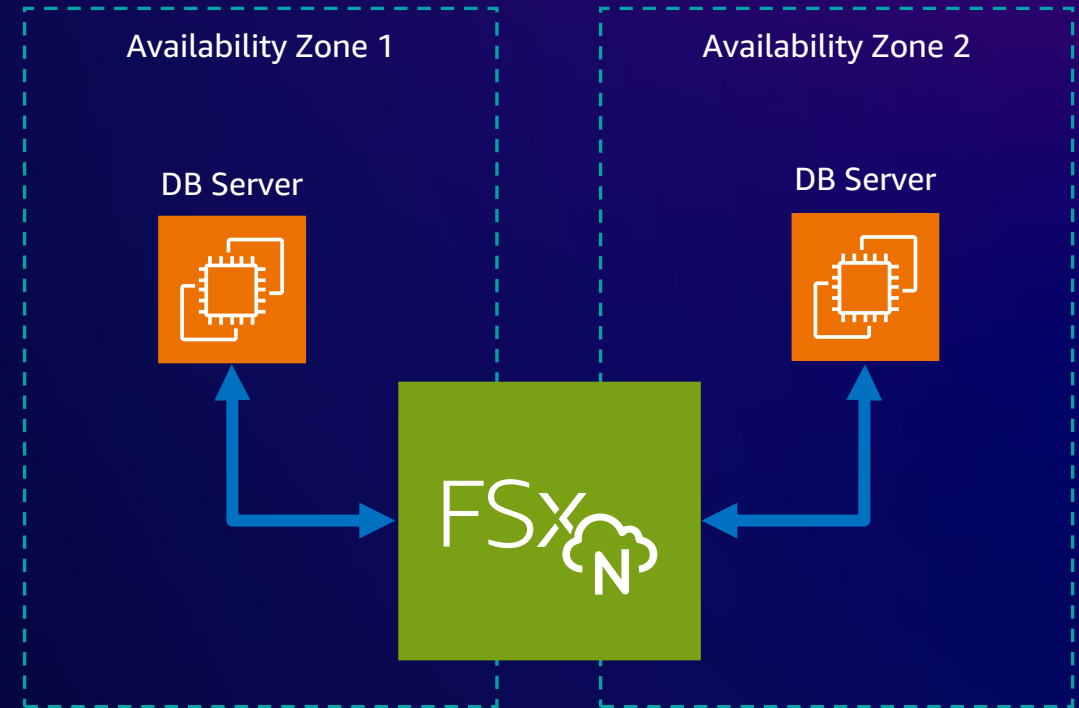 Availability Zone 1
Availability Zone 2
DB Server
DB Server
FSx
N